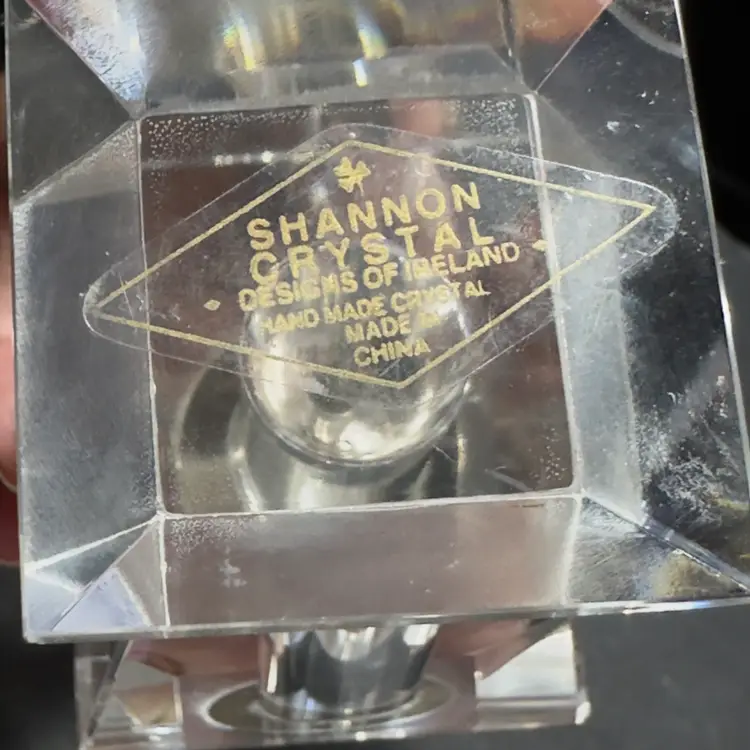 SHANNON
CRYSTAL
DESIGNS OF IRELAND
HAND MADE CRYSTAL
MADE IN
CHINA